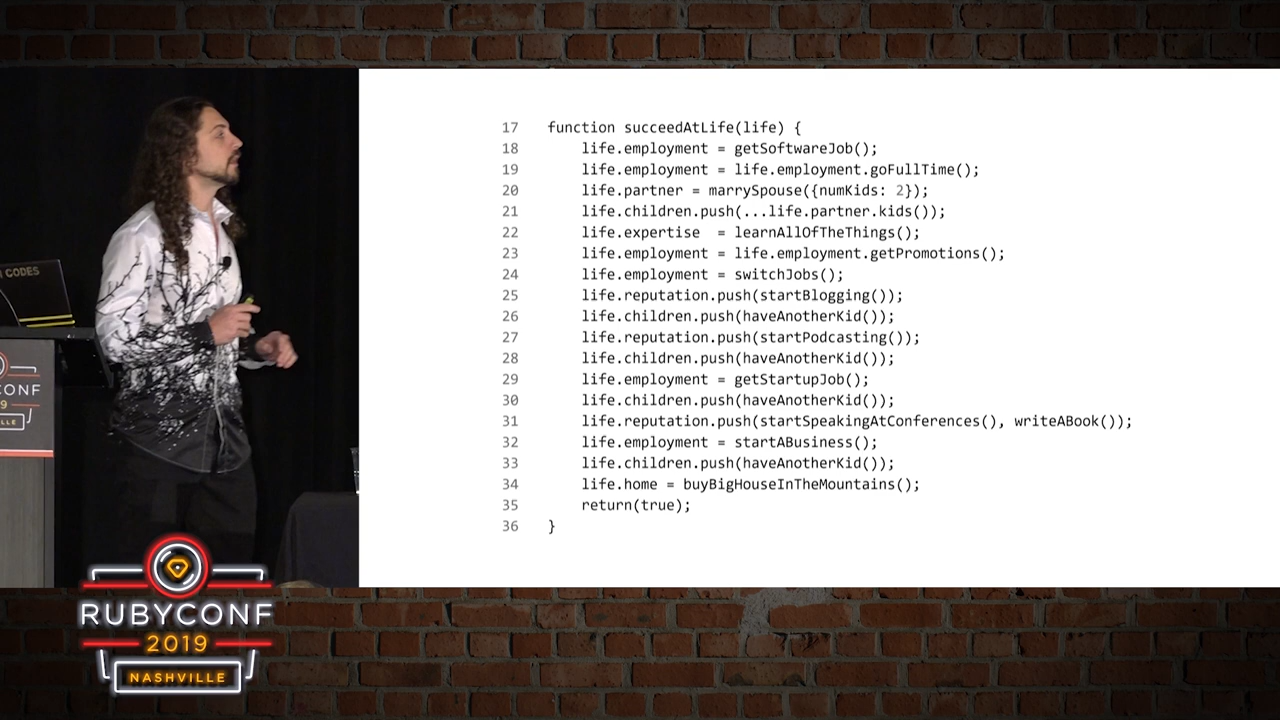 N CODES
CONF
9
LLE
17 function succeedAtLife(life) {
18 life.employment = getSoftwareJob();
19 life.employment = life.employment.goFullTime();
20 life.partner = marrySpouse({numKids: 2});
21 life.children.push(...life.partner.kids());
22 life.expertise  = learnAllOfTheThings();
23 life.employment = life.employment.getPromotions();
24 life.employment = switchJobs();
25 life.reputation.push(startBlogging());
26 life.children.push(haveAnotherKid());
27 life.reputation.push(startPodcasting());
28 life.children.push(haveAnotherKid());
29 life.employment = getStartupJob();
30 life.children.push(haveAnotherKid());
31 life.reputation.push(startSpeakingAtConferences(), writeABook());
32 life.employment = startABusiness();
33 life.children.push(haveAnotherKid());
34 life.home = buyBigHouseInTheMountains();
35 return(true);
36 }
RUBYCONF
2019
NASHVILLE